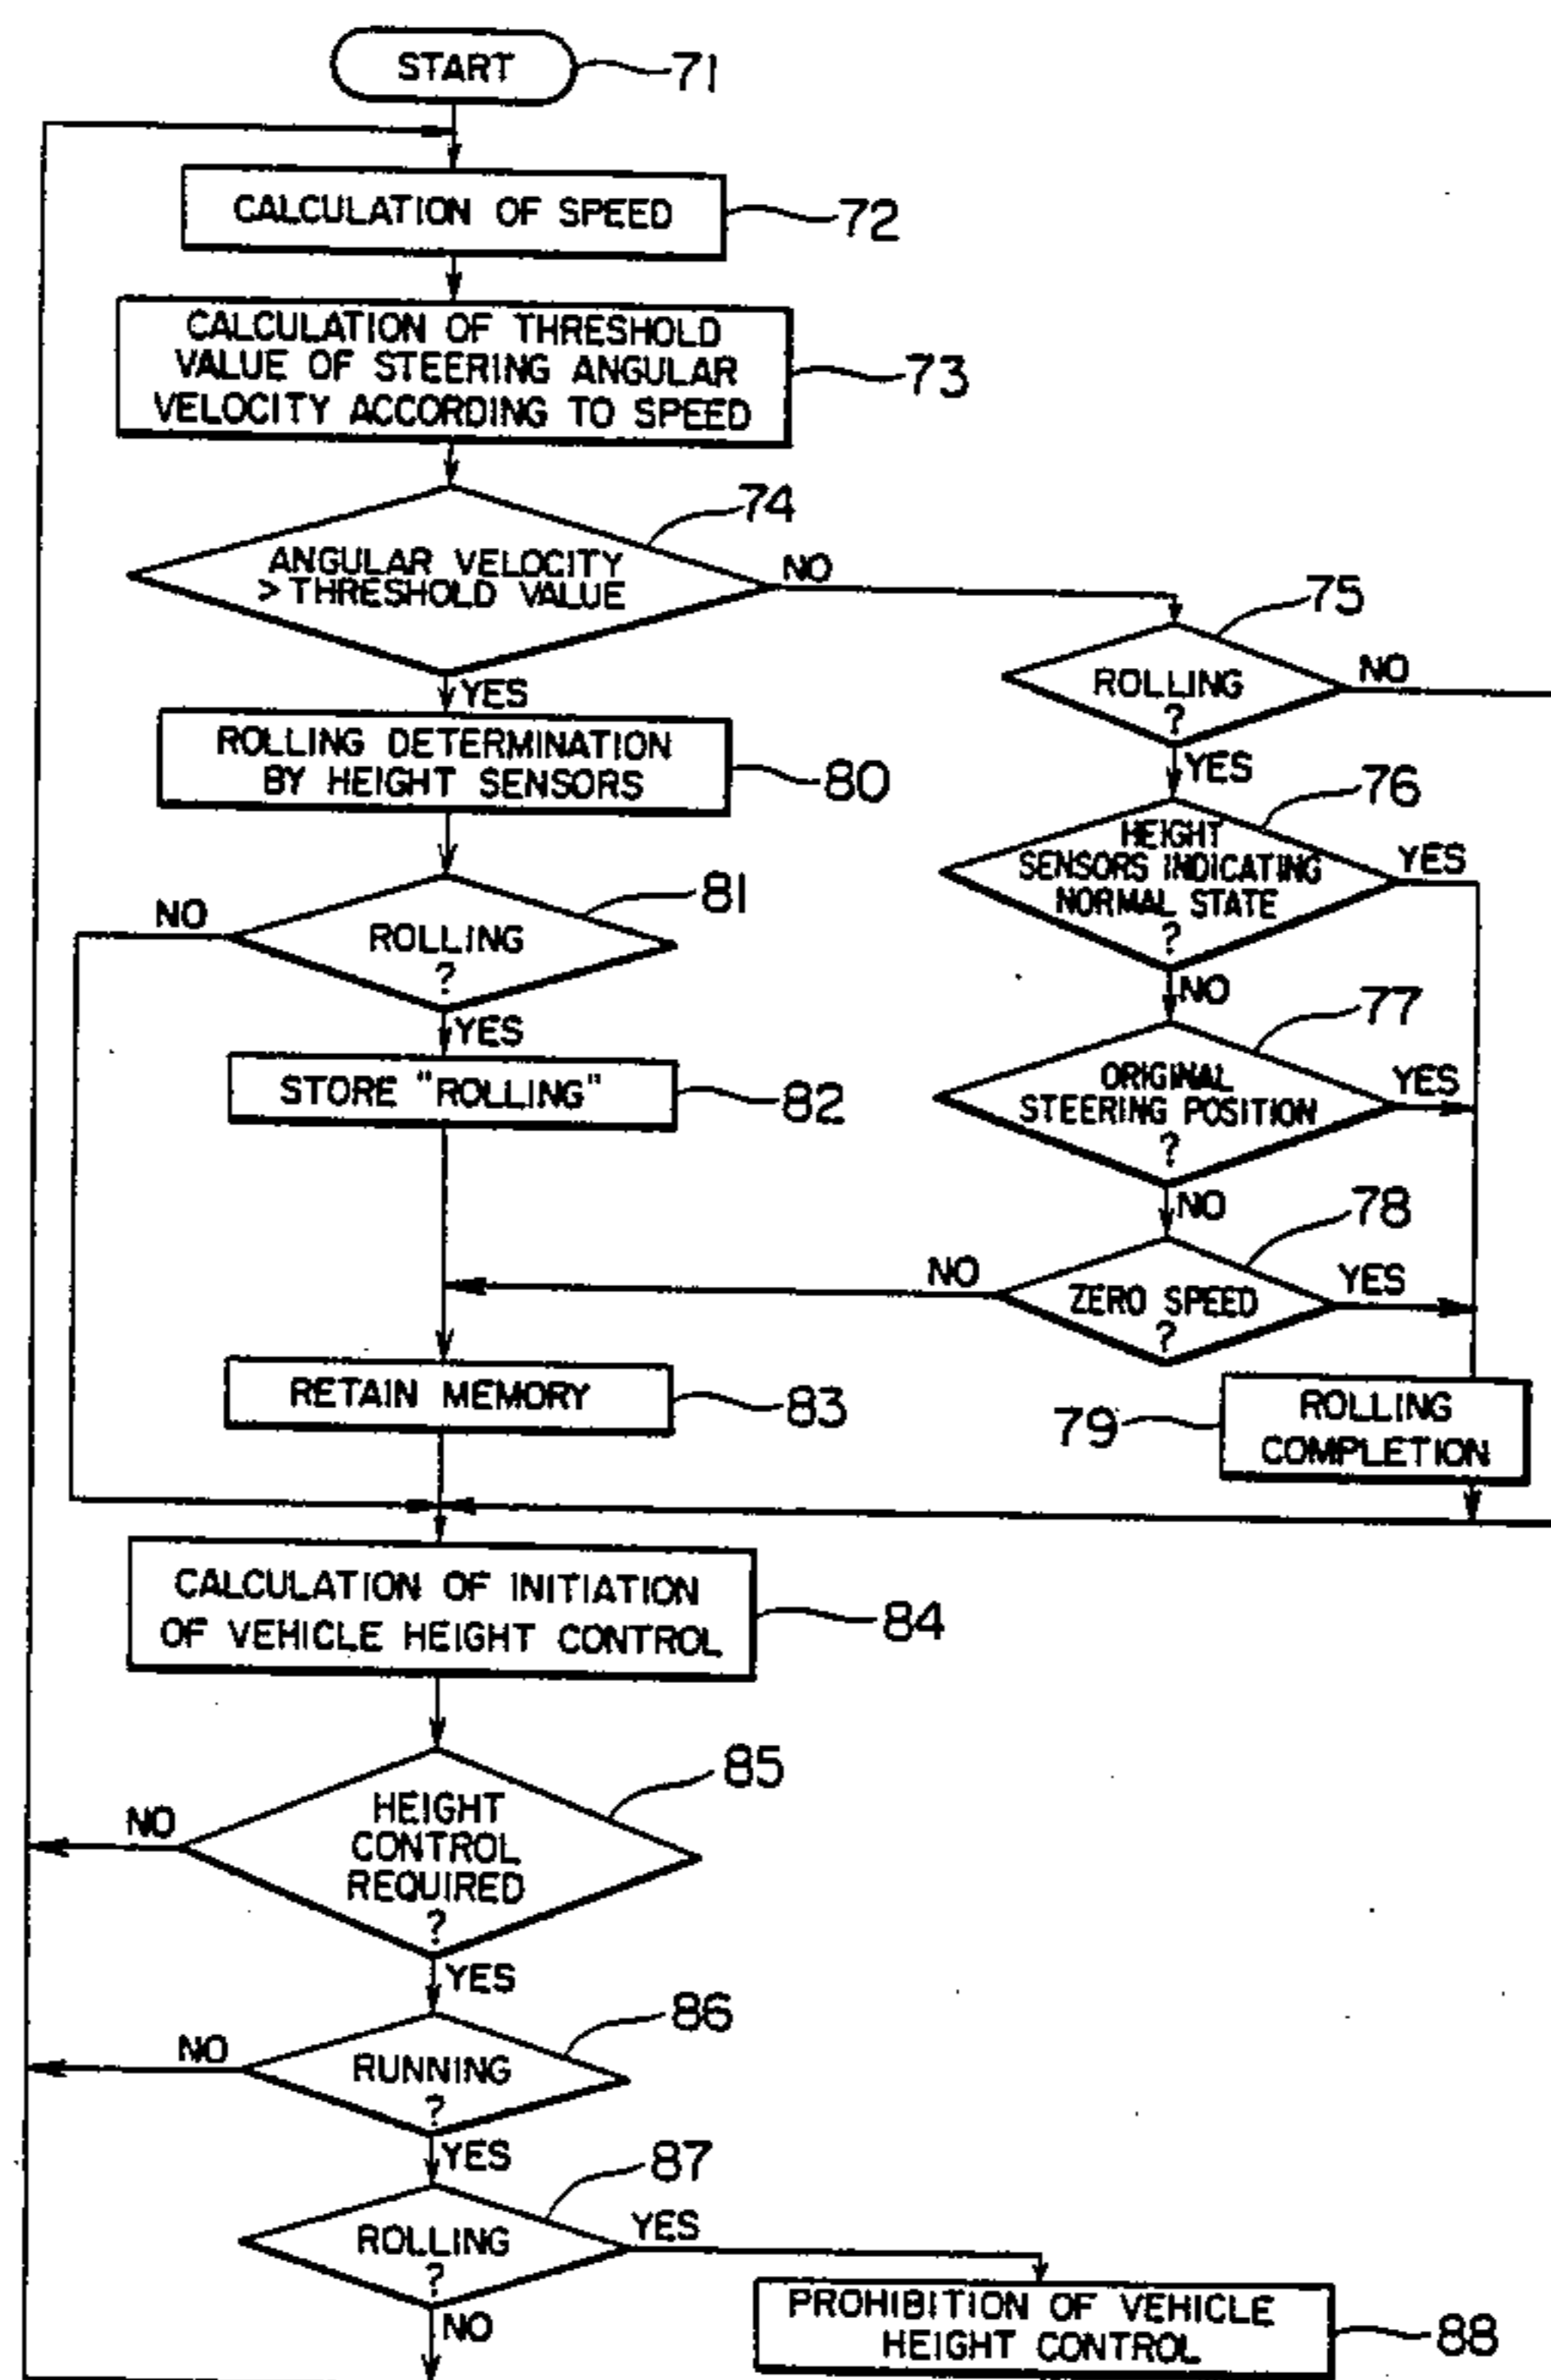 START
71
CALCULATION OF SPEED
72
CALCULATION OF THRESHOLD
VALUE OF STEERING ANGULAR
VELOCITY ACCORDING TO SPEED
73
74
ANGULAR VELOCITY
> THRESHOLD VALUE
NO
YES
75
ROLLING
?
NO
YES
ROLLING DETERMINATION
BY HEIGHT SENSORS
80
76
HEIGHT
SENSORS INDICATING
NORMAL STATE
?
YES
NO
81
NO
ROLLING
?
YES
77
ORIGINAL
STEERING POSITION
?
YES
NO
STORE "ROLLING"
82
78
NO
ZERO SPEED
?
YES
RETAIN MEMORY
83
79
ROLLING
COMPLETION
CALCULATION OF INITIATION
OF VEHICLE HEIGHT CONTROL
84
85
NO
HEIGHT
CONTROL
REQUIRED
?
YES
86
NO
RUNNING
?
YES
87
ROLLING
?
YES
NO
PROHIBITION OF VEHICLE
HEIGHT CONTROL
88